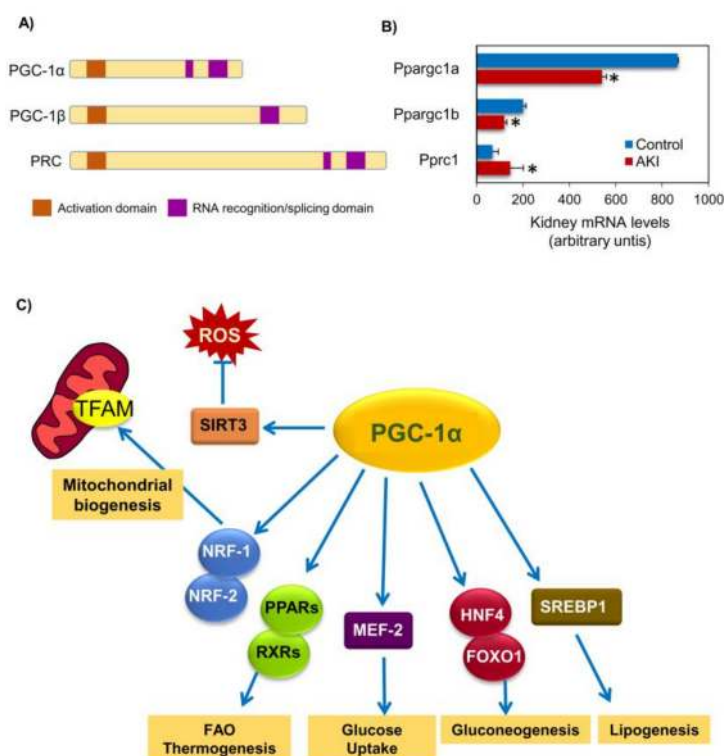 A)
PGC-1α
PGC-1β
PRC
Activation domain
RNA recognition/splicing domain
B)
Ppargc1a
*
Ppargc1b
*
Pprc1
*
Control
AKI
0 200 400 600 800 1000
Kidney mRNA levels
(arbitrary untis)
C)
ROS
TFAM
SIRT3
PGC-1α
Mitochondrial
biogenesis
NRF-1
NRF-2
PPARs
RXRs
MEF-2
HNF4
FOXO1
SREBP1
FAO
Thermogenesis
Glucose
Uptake
Gluconeogenesis
Lipogenesis